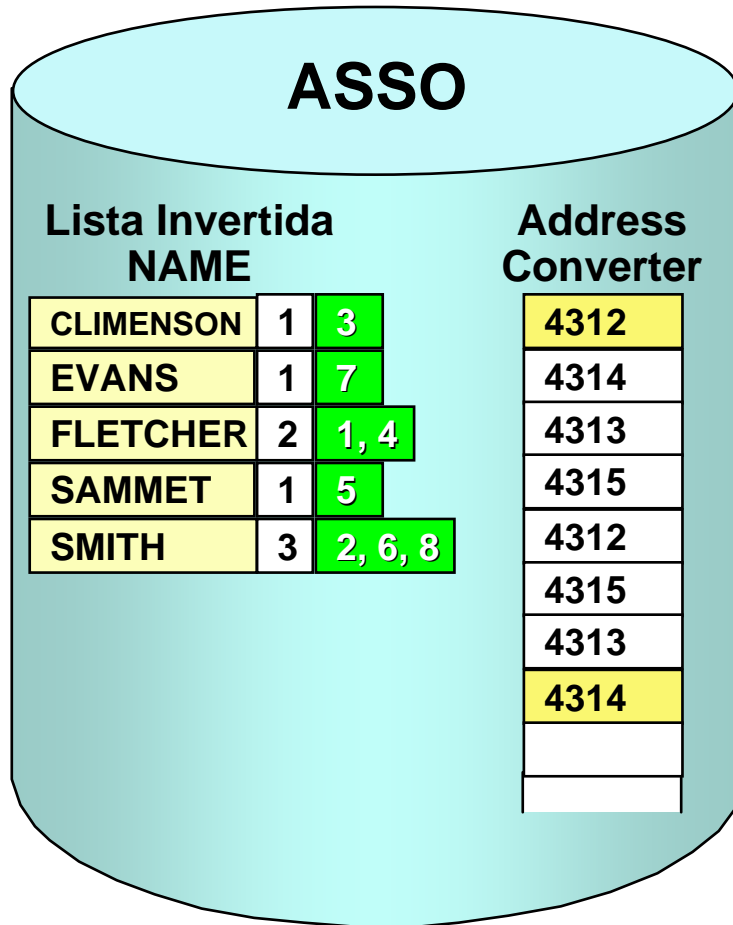 ASSO
Lista Invertida
NAME
CLIMENSON 1 3
EVANS 1 7
FLETCHER 2 1, 4
SAMMET 1 5
SMITH 3 2, 6, 8
Address
Converter
4312
4314
4313
4315
4312
4315
4313
4314